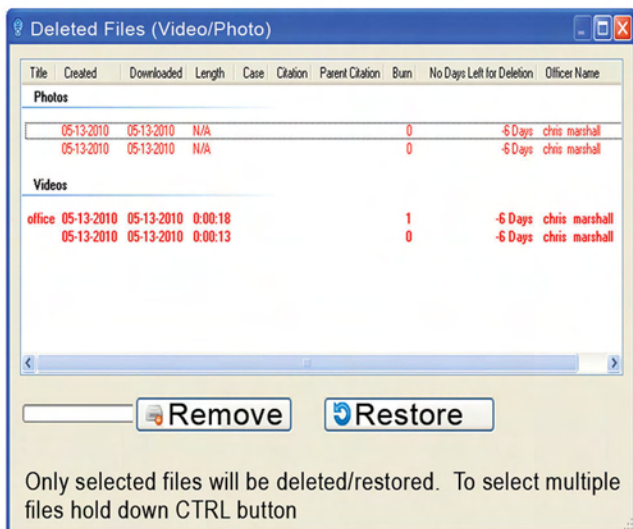 Deleted Files (Video/Photo)
Title Created Downloaded Length Case Citation Parent Citation Burn No Days Left for Deletion Officer Name
Photos
05-13-2010 05-13-2010 N/A 0 -6 Days chris marshall
05-13-2010 05-13-2010 N/A 0 -6 Days chris marshall
Videos
office 05-13-2010 05-13-2010 0:00:18 1 -6 Days chris marshall
05-13-2010 05-13-2010 0:00:13 0 -6 Days chris marshall
Remove Restore
Only selected files will be deleted/restored. To select multiple
files hold down CTRL button